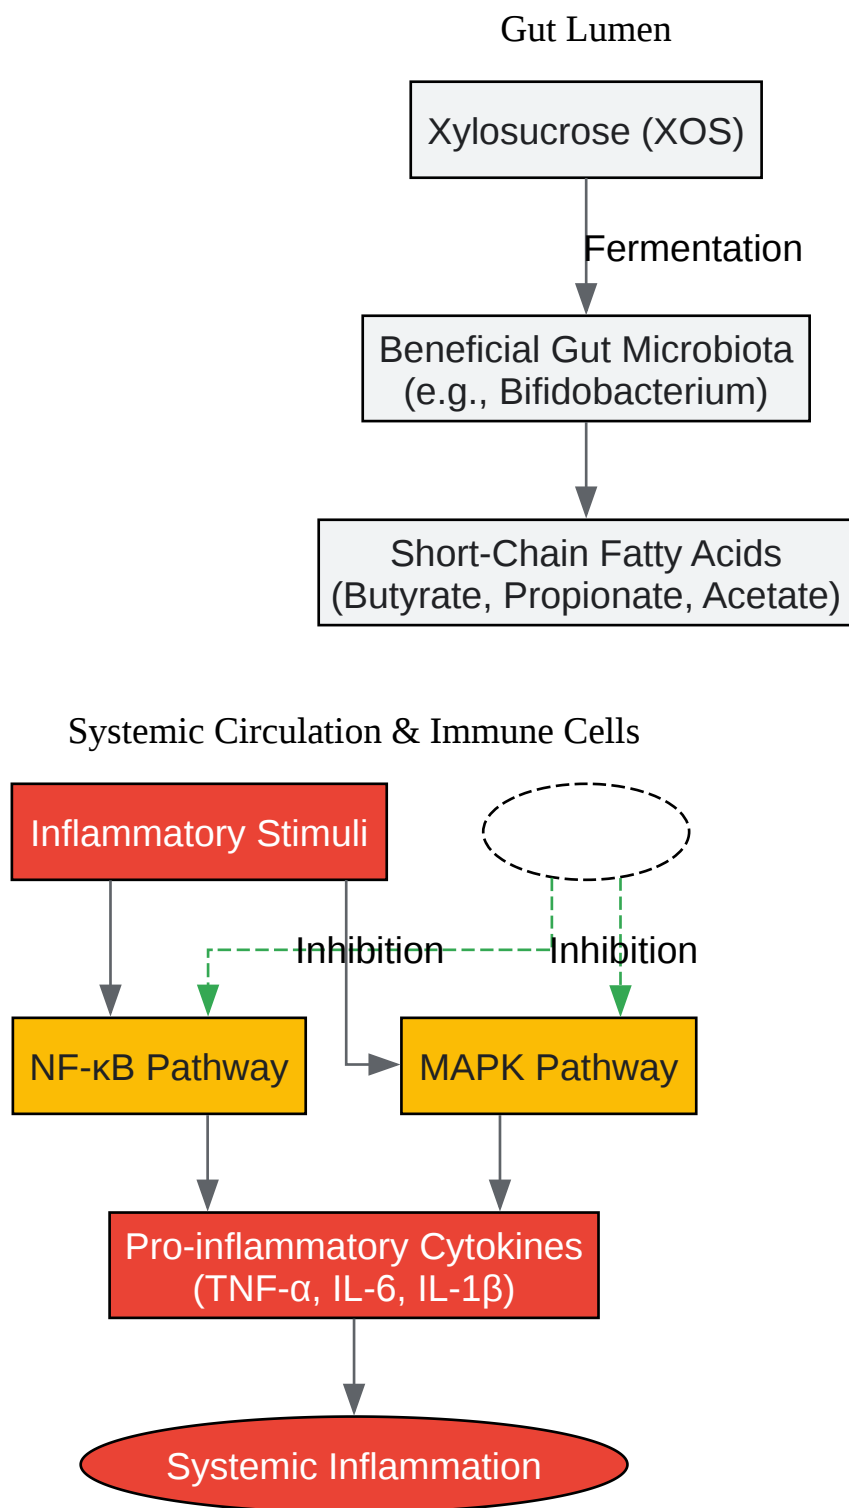 Gut Lumen
Xylosucrose (XOS)
Fermentation
Beneficial Gut Microbiota
(e.g., Bifidobacterium)
Short-Chain Fatty Acids
(Butyrate, Propionate, Acetate)
Systemic Circulation & Immune Cells
Inflammatory Stimuli
Inhibition
Inhibition
NF-κB Pathway
MAPK Pathway
Pro-inflammatory Cytokines
(TNF-α, IL-6, IL-1β)
Systemic Inflammation